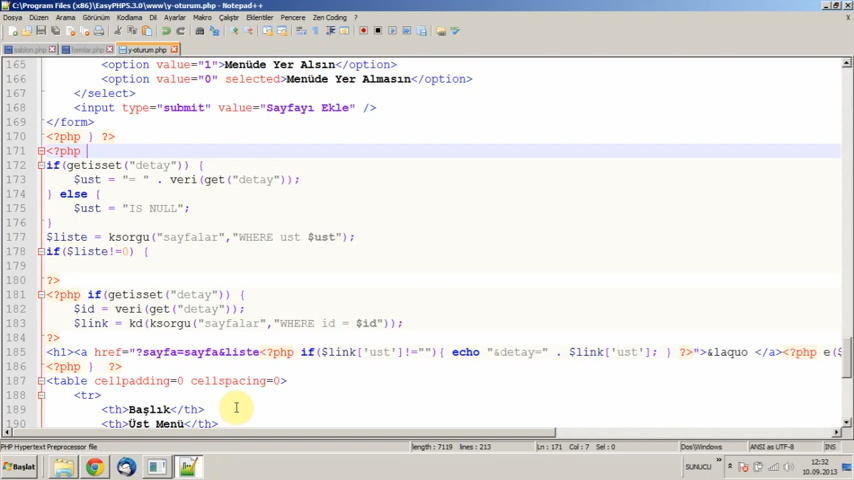 C:\Program Files (x86)\EasyPHP5.3.0\www\y-oturum.php - Notepad++
Dosya Düzen Arama Görünüm Kodlama Dil Ayarlar Makro Çalıştır Eklentiler Pencere Zen Coding ?
sablon.php formlar.php y-oturum.php
165 <option value="1">Menüde Yer Alsın</option>
166 <option value="0" selected>Menüde Yer Almasın</option>
167 </select>
168 <input type="submit" value="Sayfayı Ekle" />
169 </form>
170 <?php } ?>
171 <?php
172 if(getisset("detay")) {
173 $ust = "= " . veri(get("detay"));
174 } else {
175 $ust = "IS NULL";
176 }
177 $liste = ksorgu("sayfalar","WHERE ust $ust");
178 if($liste!=0) {
180 ?>
181 <?php if(getisset("detay")) {
182 $id = veri(get("detay"));
183 $link = kd(ksorgu("sayfalar","WHERE id = $id"));
184 ?>
185 <h1><a href="?sayfa=sayfa&liste<?php if($link['ust']!=""){ echo "&detay=" . $link['ust']; } ?>">&laquo </a><?php e($
186 <?php } ?>
187 <table cellpadding=0 cellspacing=0>
188 <tr>
189 <th>Başlık</th>
<th>Üst Menü</th>
PHP Hypertext Preprocessor file length : 7119 lines : 213 Ln : 171 Col : 7 Sel : 0 Dos\Windows ANSI as UTF-8 INS
Başlat SUNUCU 12:32
10.09.2013